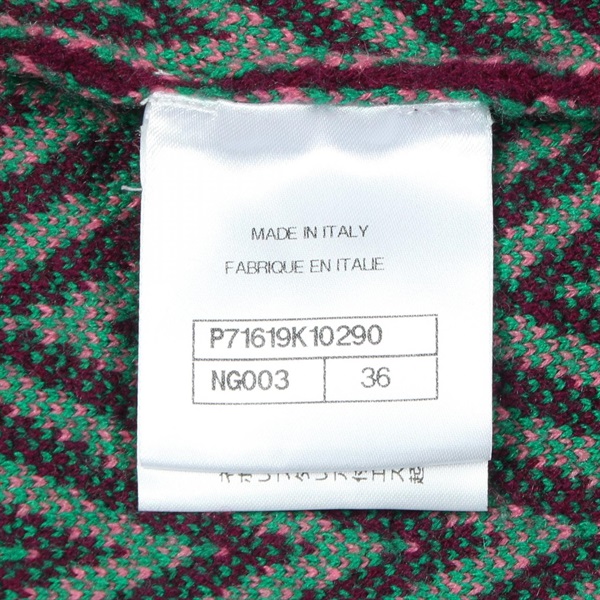 MADE IN ITALY
FABRIQUE EN ITALIE
P71619K10290
NG003 36